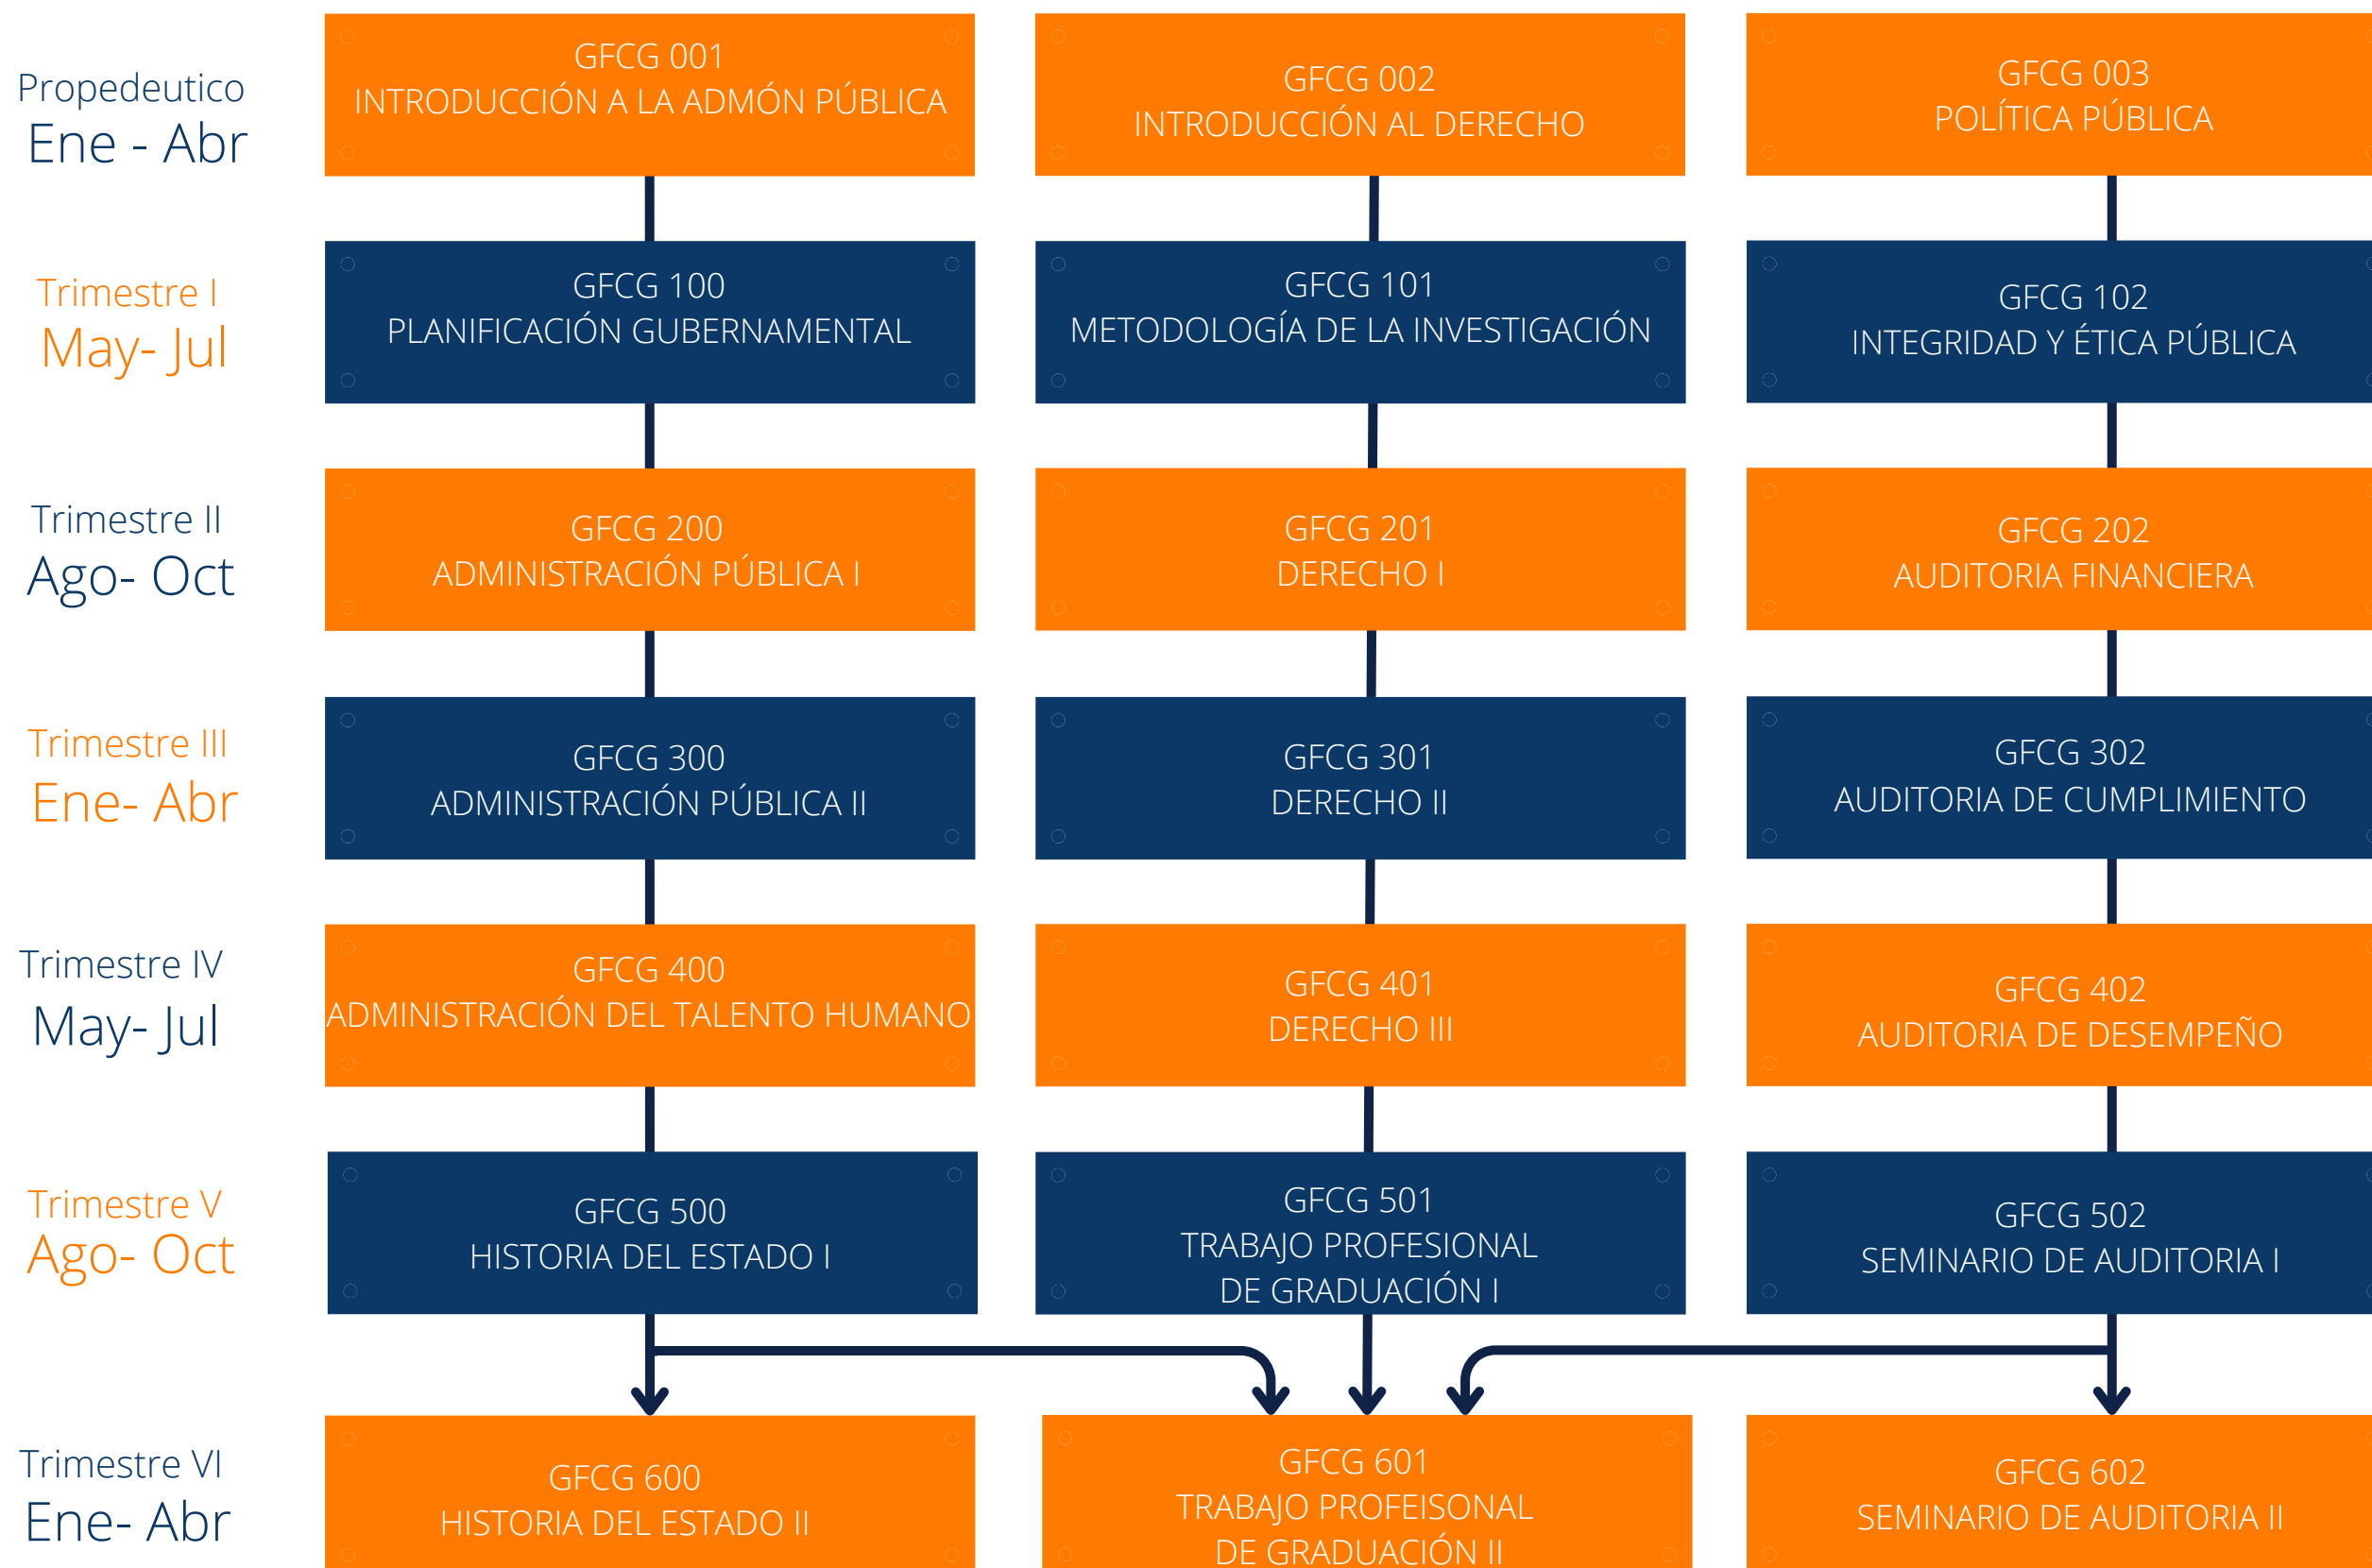 Propedeutico
Ene - Abr
GFCG 001
INTRODUCCIÓN A LA ADMÓN PÚBLICA
GFCG 002
INTRODUCCIÓN AL DERECHO
GFCG 003
POLÍTICA PÚBLICA
Trimestre I
May- Jul
GFCG 100
PLANIFICACIÓN GUBERNAMENTAL
GFCG 101
METODOLOGÍA DE LA INVESTIGACIÓN
GFCG 102
INTEGRIDAD Y ÉTICA PÚBLICA
Trimestre II
Ago- Oct
GFCG 200
ADMINISTRACIÓN PÚBLICA I
GFCG 201
DERECHO I
GFCG 202
AUDITORIA FINANCIERA
Trimestre III
Ene- Abr
GFCG 300
ADMINISTRACIÓN PÚBLICA II
GFCG 301
DERECHO II
GFCG 302
AUDITORIA DE CUMPLIMIENTO
Trimestre IV
May- Jul
GFCG 400
ADMINISTRACIÓN DEL TALENTO HUMANO
GFCG 401
DERECHO III
GFCG 402
AUDITORIA DE DESEMPEÑO
Trimestre V
Ago- Oct
GFCG 500
HISTORIA DEL ESTADO I
GFCG 501
TRABAJO PROFESIONAL
DE GRADUACIÓN I
GFCG 502
SEMINARIO DE AUDITORIA I
Trimestre VI
Ene- Abr
GFCG 600
HISTORIA DEL ESTADO II
GFCG 601
TRABAJO PROFEISONAL
DE GRADUACIÓN II
GFCG 602
SEMINARIO DE AUDITORIA II